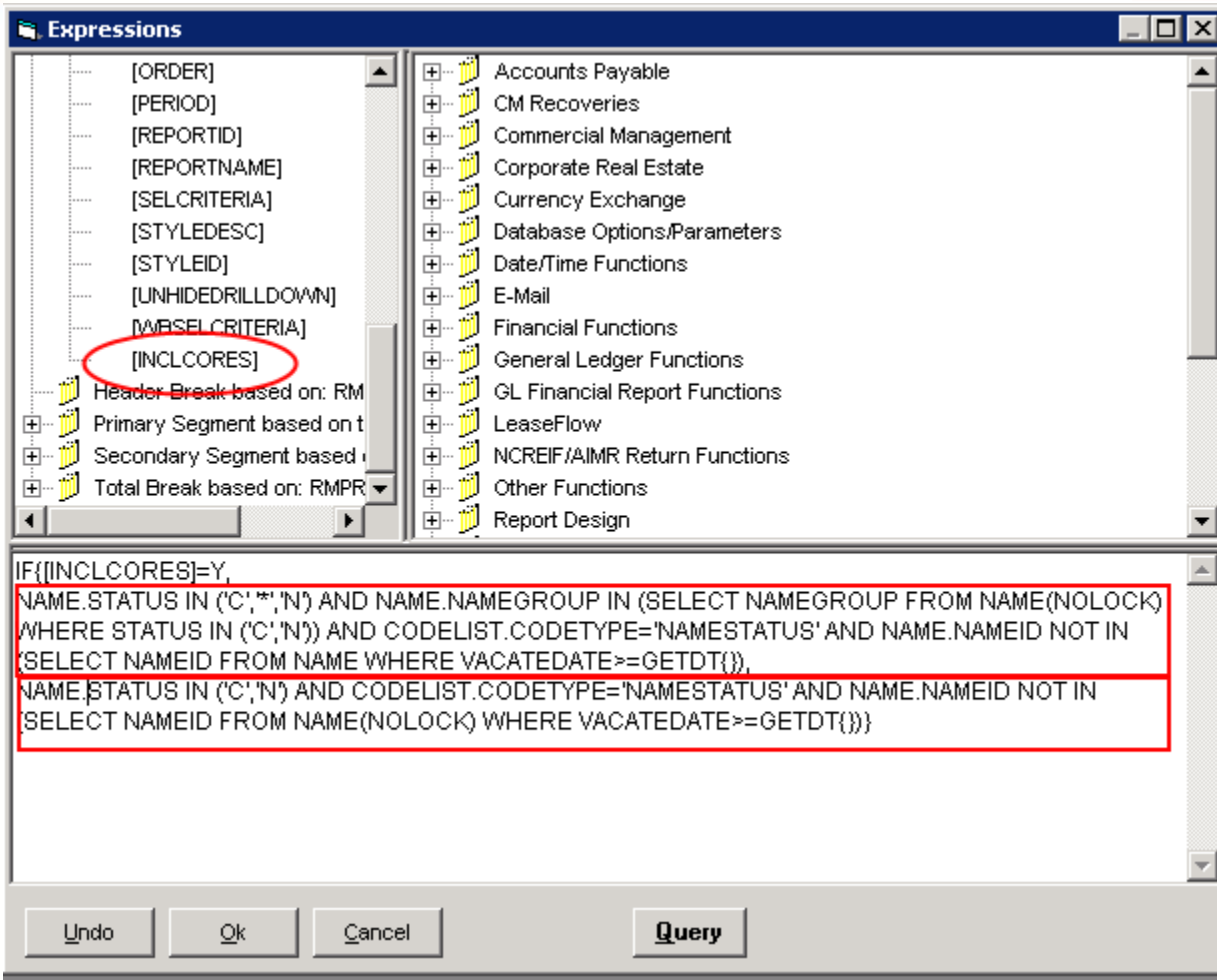 Expressions
[ORDER]
[PERIOD]
[REPORTID]
[REPORTNAME]
[SELCRITERIA]
[STYLEDESC]
[STYLEID]
[UNHIDEDRILLDOWN]
[WBSELCRITERIA]
[INCLCORES]
Header Break based on: RM
Primary Segment based on t
Secondary Segment based
Total Break based on: RMPR
Accounts Payable
CM Recoveries
Commercial Management
Corporate Real Estate
Currency Exchange
Database Options/Parameters
Date/Time Functions
E-Mail
Financial Functions
General Ledger Functions
GL Financial Report Functions
LeaseFlow
NCREIF/AIMR Return Functions
Other Functions
Report Design
IF{[INCLCORES]=Y,
NAME.STATUS IN ('C','*','N') AND NAME.NAMEGROUP IN (SELECT NAMEGROUP FROM NAME(NOLOCK)
WHERE STATUS IN ('C','N')) AND CODELIST.CODETYPE='NAMESTATUS' AND NAME.NAMEID NOT IN
(SELECT NAMEID FROM NAME WHERE VACATEDATE>=GETDT{}),
NAME.STATUS IN ('C','N') AND CODELIST.CODETYPE='NAMESTATUS' AND NAME.NAMEID NOT IN
(SELECT NAMEID FROM NAME(NOLOCK) WHERE VACATEDATE>=GETDT{})}
Undo
Ok
Cancel
Query